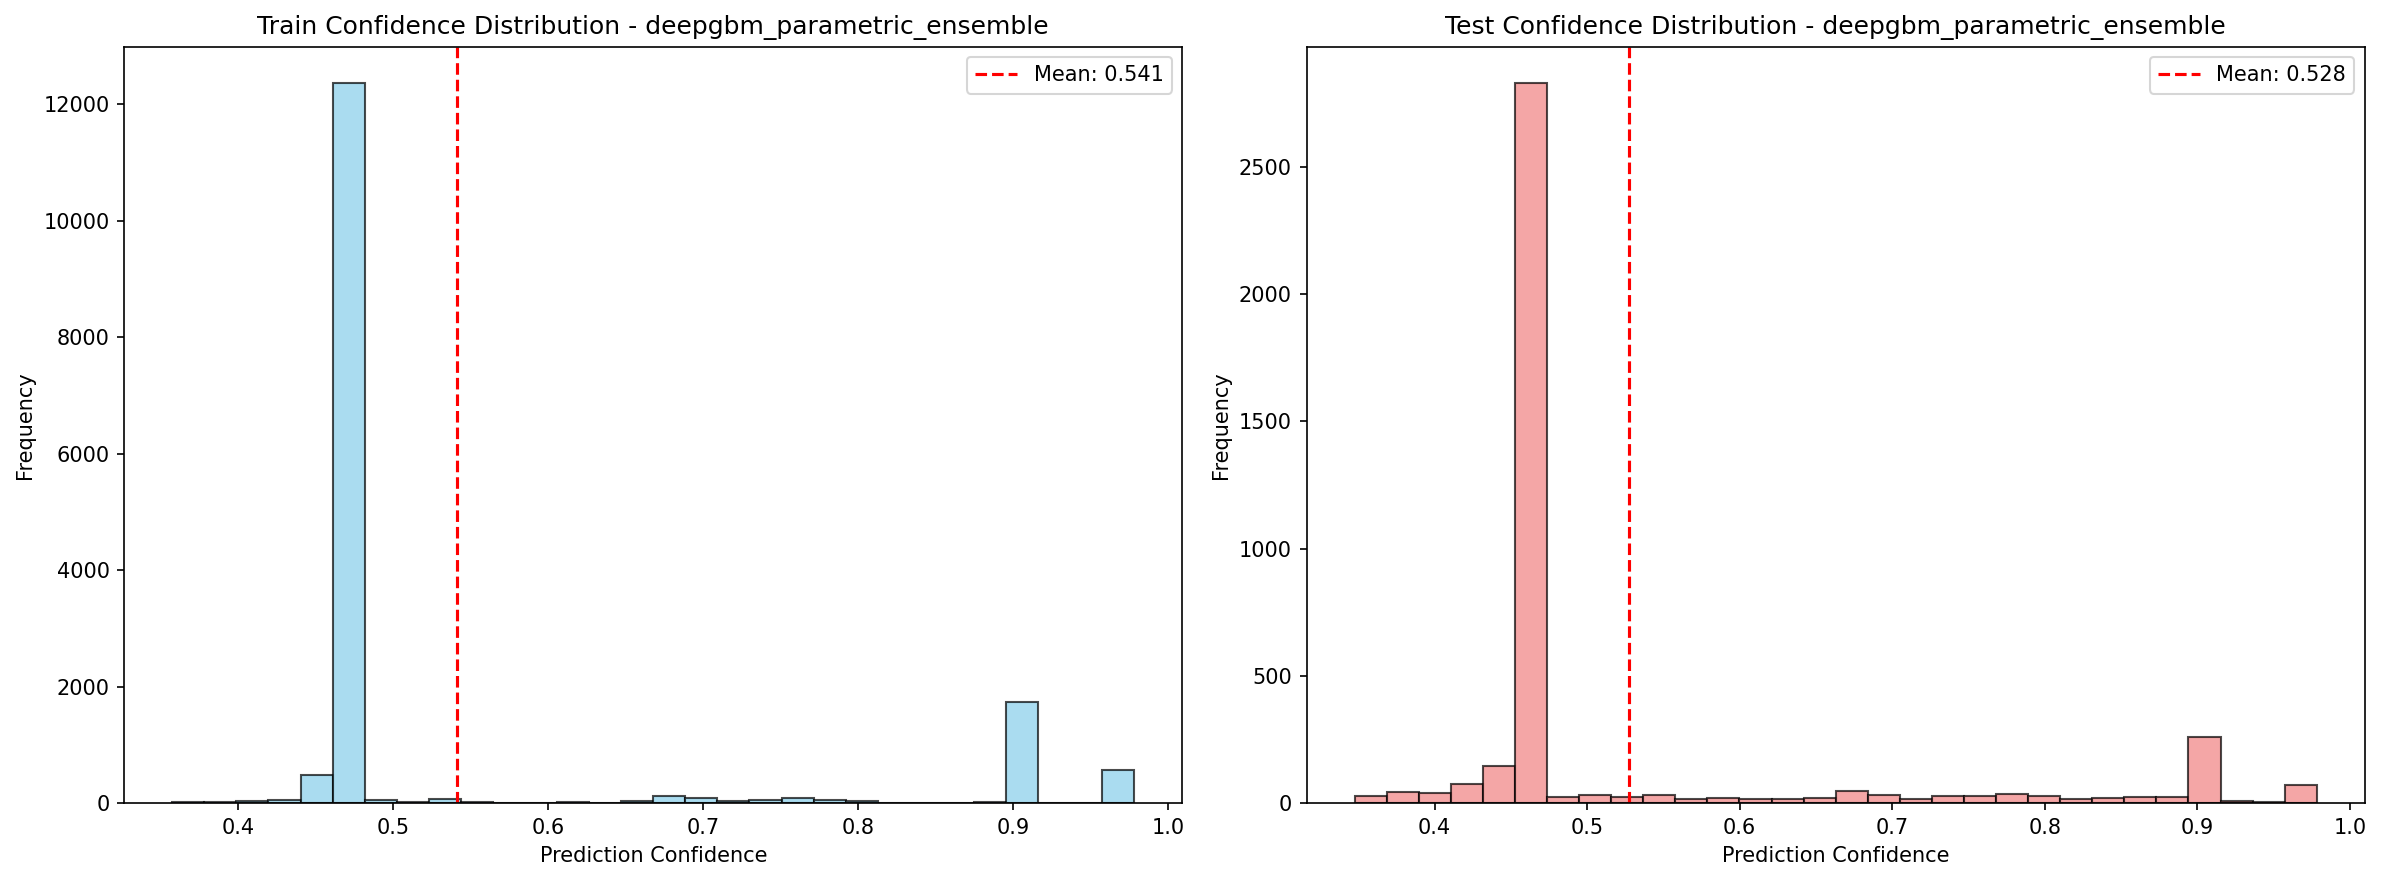 Train Confidence Distribution - deepgbm_parametric_ensemble
Mean: 0.541
12000
10000
8000
6000
4000
2000
0
Frequency
0.4 0.5 0.6 0.7 0.8 0.9 1.0
Prediction Confidence
Test Confidence Distribution - deepgbm_parametric_ensemble
Mean: 0.528
2500
2000
1500
1000
500
0
Frequency
0.4 0.5 0.6 0.7 0.8 0.9 1.0
Prediction Confidence